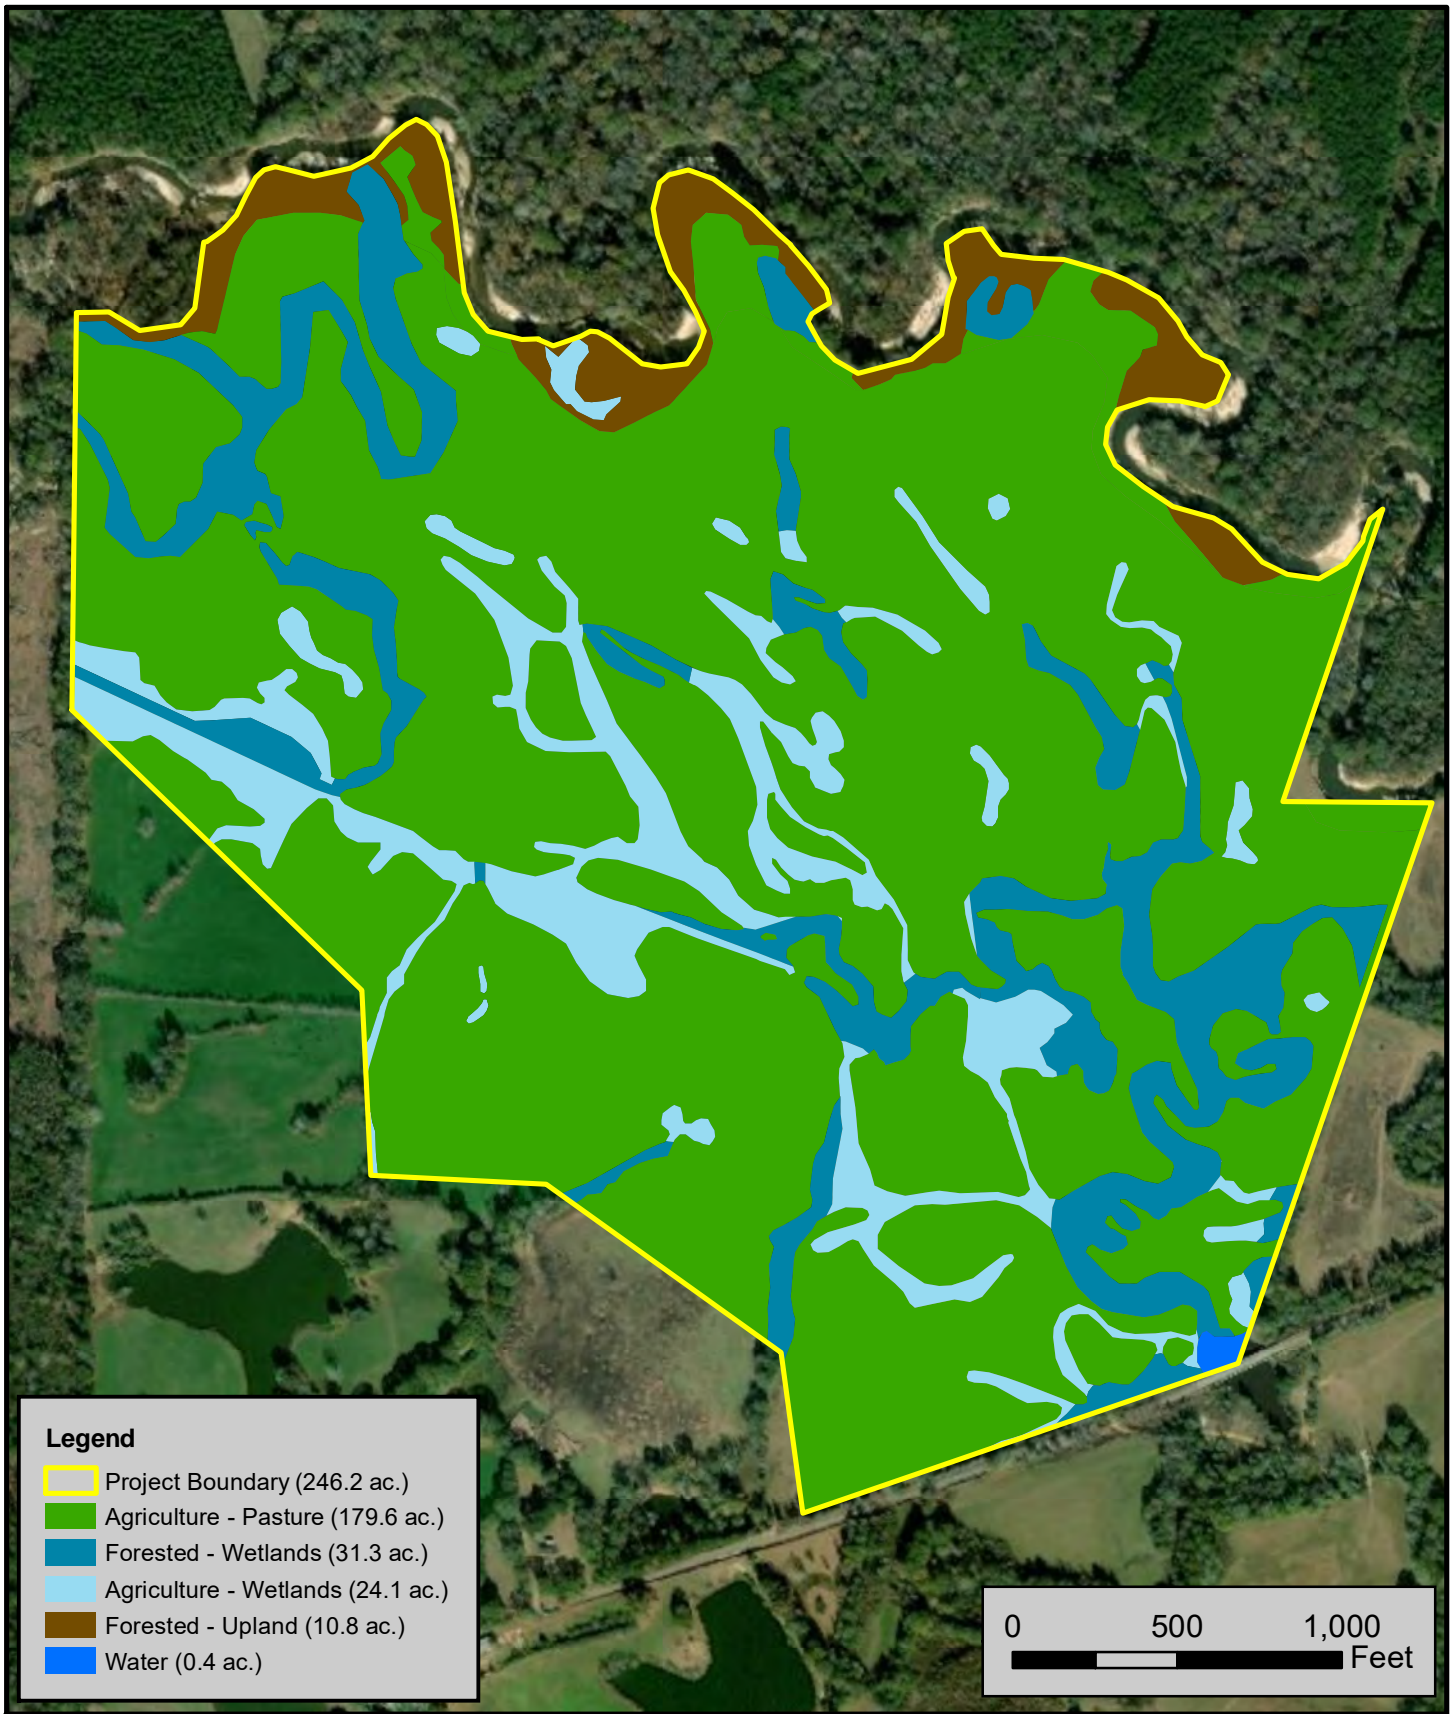 Legend
Project Boundary (246.2 ac.)
Agriculture - Pasture (179.6 ac.)
Forested - Wetlands (31.3 ac.)
Agriculture - Wetlands (24.1 ac.)
Forested - Upland (10.8 ac.)
Water (0.4 ac.)
0 500 1,000
Feet